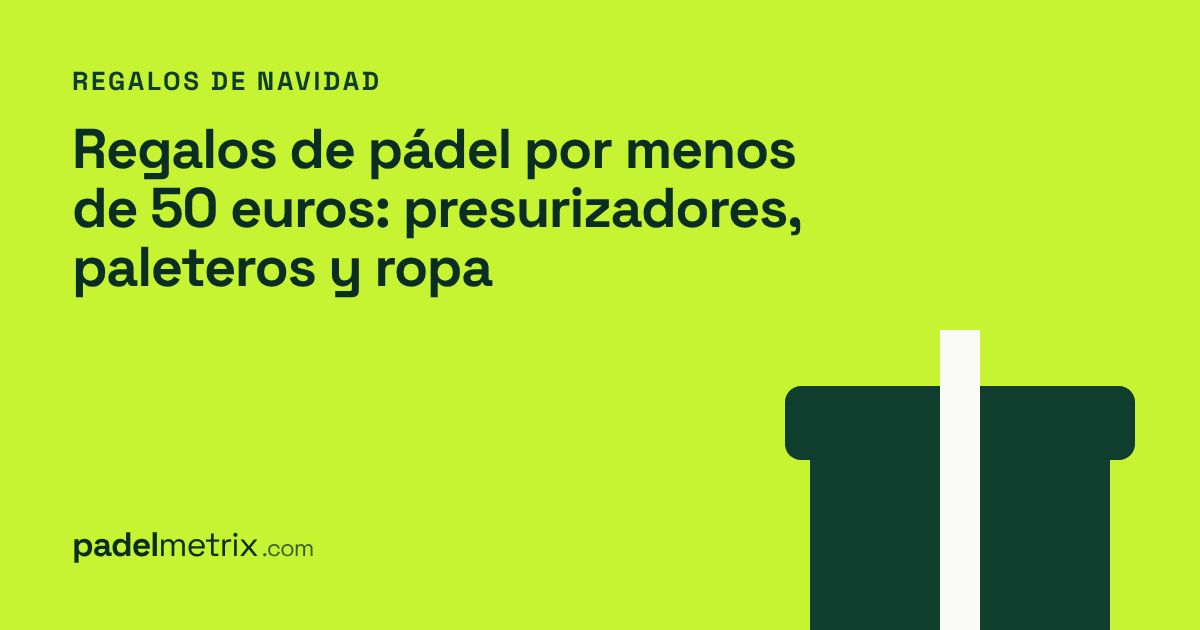 REGALOS DE NAVIDAD
Regalos de pádel por menos
de 50 euros: presurizadores,
paleteros y ropa
padelmetrix.com